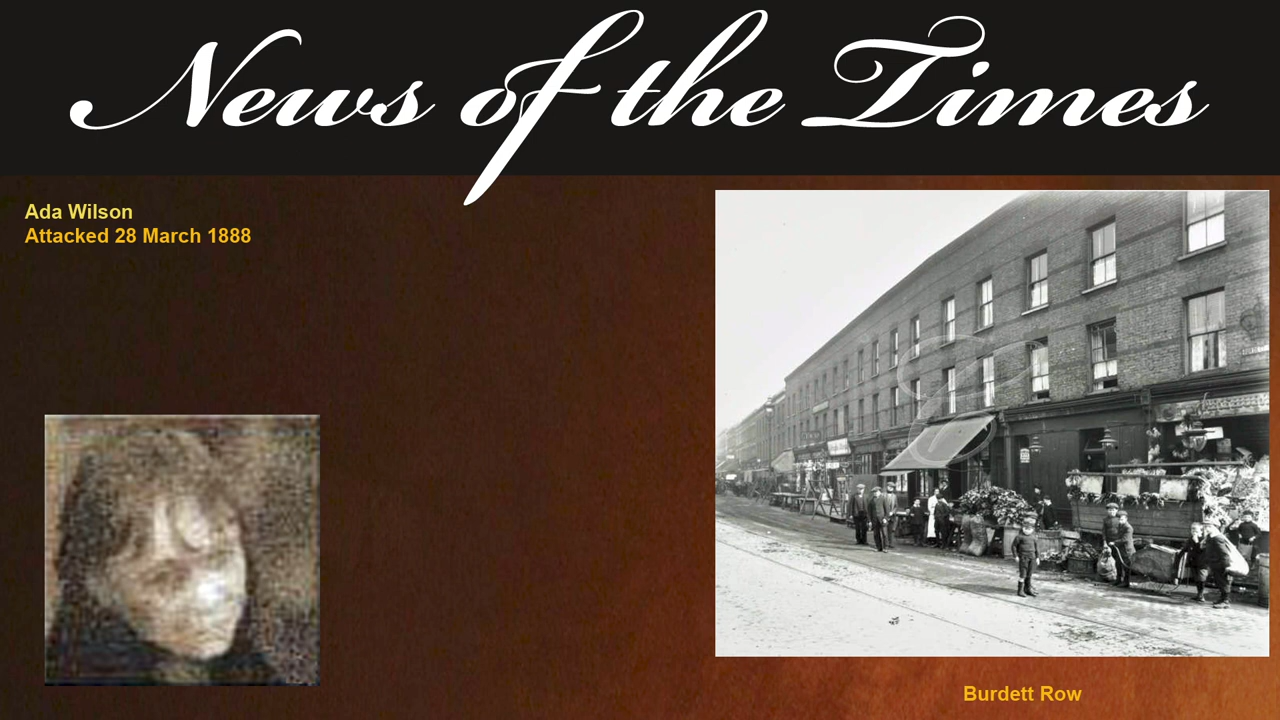 News of the Times
Ada Wilson
Attacked 28 March 1888
Burdett Row